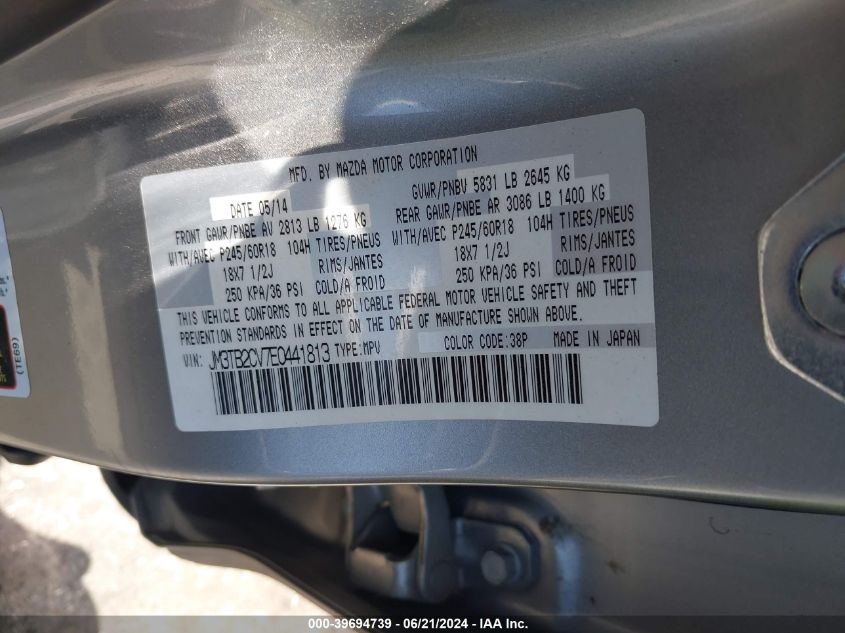 MFD. BY MAZDA MOTOR CORPORATION
DATE 05/14
GVWR/PNBV 5831 LB 2645 KG
FRONT GAWR/PNBE AV 2813 LB 1276 KG
REAR GAWR/PNBE AR 3086 LB 1400 KG
WITH/AVEC P245/60R18 104H TIRES/PNEUS
WITH/AVEC P245/60R18 104H TIRES/PNEUS
18X7 1/2J RIMS/JANTES
18X7 1/2J RIMS/JANTES
250 KPA/36 PSI COLD/A FROID
250 KPA/36 PSI COLD/A FROID
THIS VEHICLE CONFORMS TO ALL APPLICABLE FEDERAL MOTOR VEHICLE SAFETY AND THEFT
PREVENTION STANDARDS IN EFFECT ON THE DATE OF MANUFACTURE SHOWN ABOVE.
VIN: JM3TB2CV7E0441813 TYPE:MPV COLOR CODE:38P MADE IN JAPAN
(TE69)
IAA - 39694739 - 06/21/2024 - IAAI, Inc.